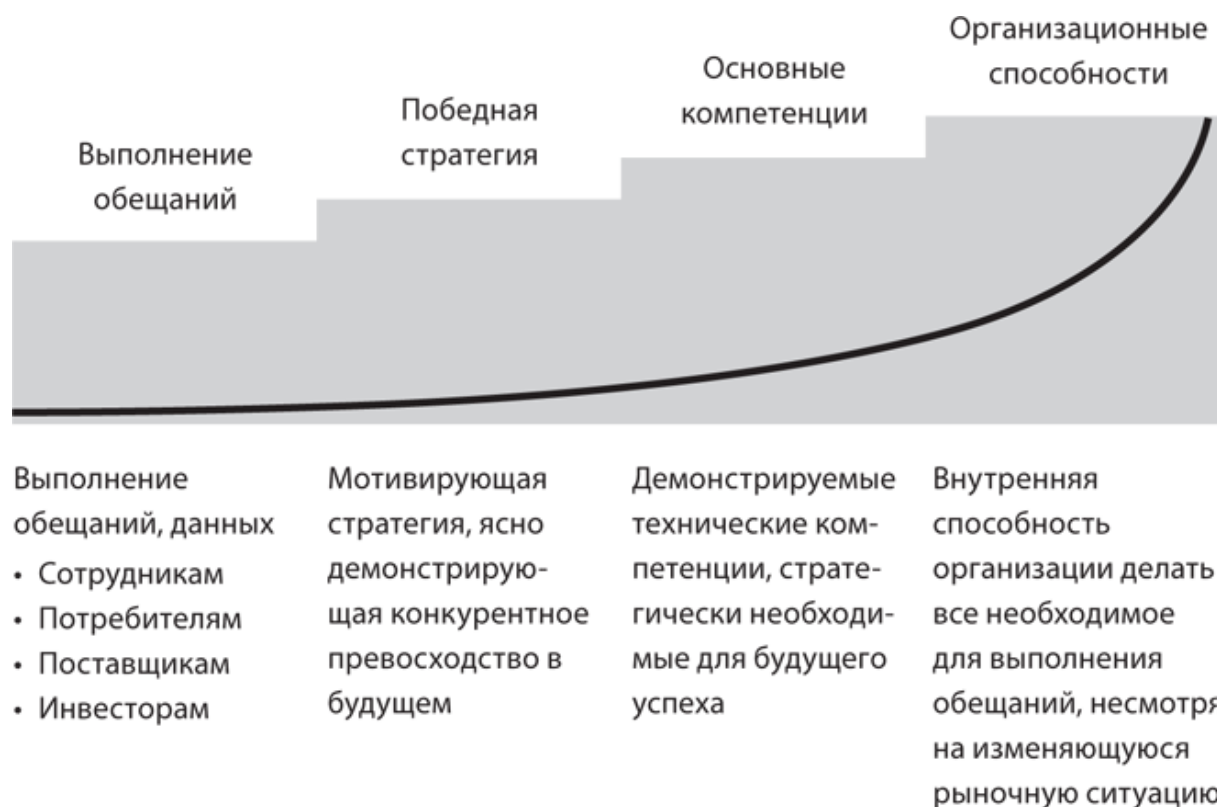 Выполнение
обещаний
Победная
стратегия
Основные
компетенции
Организационные
способности
Выполнение
обещаний, данных
• Сотрудникам
• Потребителям
• Поставщикам
• Инвесторам
Мотивирующая
стратегия, ясно
демонстрирую-
щая конкурентное
превосходство в
будущем
Демонстрируемые
технические ком-
петенции, страте-
гически необходи-
мые для будущего
успеха
Внутренняя
способность
организации делать
все необходимое
для выполнения
обещаний, несмотря
на изменяющуюся
рыночную ситуацию